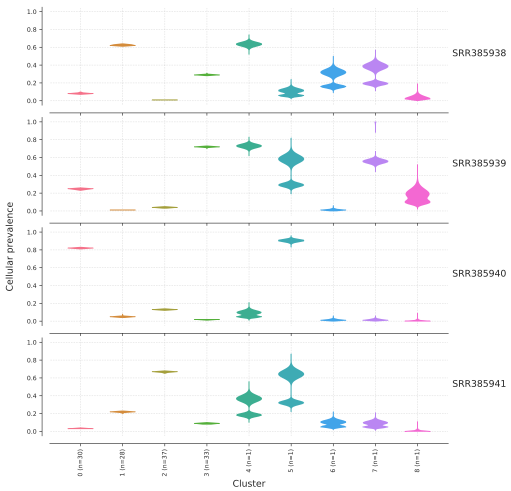 1.0
0.8
0.6
0.4
0.2
0.0
SRR385938
1.0
0.8
0.6
0.4
0.2
0.0
SRR385939
1.0
0.8
0.6
0.4
0.2
0.0
SRR385940
1.0
0.8
0.6
0.4
0.2
0.0
SRR385941
Cellular prevalence
0 (n=30)
1 (n=28)
2 (n=37)
3 (n=33)
4 (n=1)
5 (n=1)
6 (n=1)
7 (n=1)
8 (n=1)
Cluster